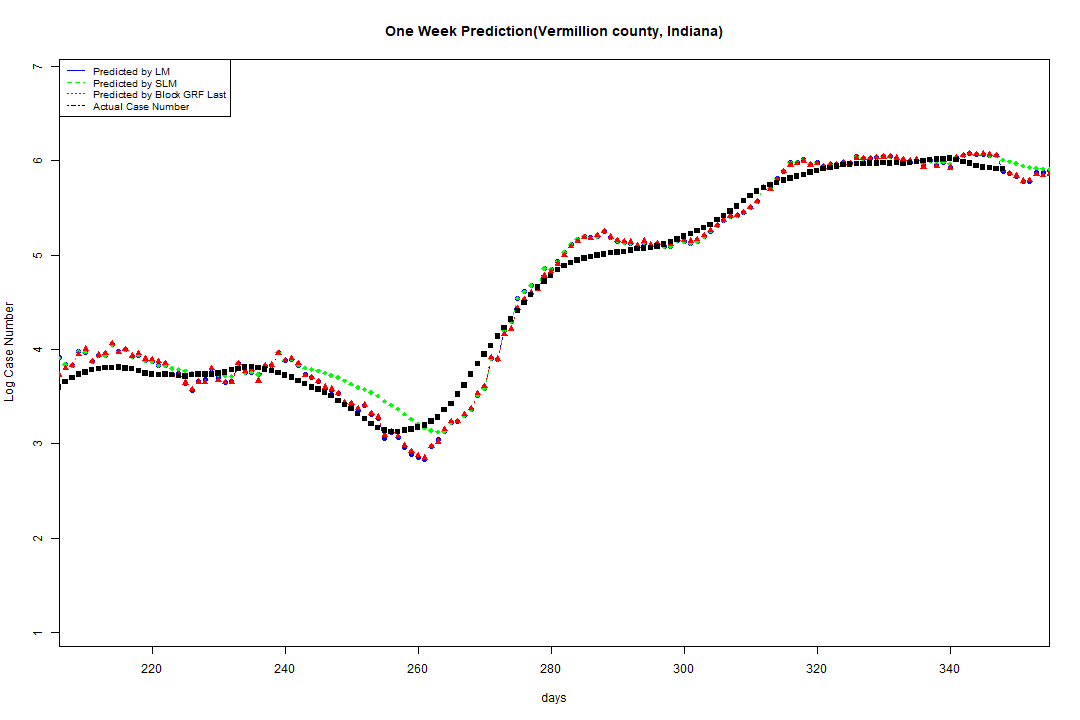 One Week Prediction(Vermillion county, Indiana)
Predicted by LM
Predicted by SLM
Predicted by Block GRF Last
Actual Case Number
7
6
5
4
3
2
1
Log Case Number
220 240 260 280 300 320 340
days